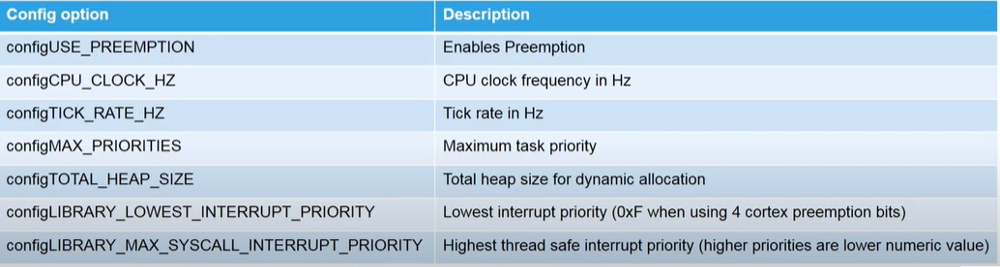 Config option Description
configUSE_PREEMPTION Enables Preemption
configCPU_CLOCK_HZ CPU clock frequency in Hz
configTICK_RATE_HZ Tick rate in Hz
configMAX_PRIORITIES Maximum task priority
configTOTAL_HEAP_SIZE Total heap size for dynamic allocation
configLIBRARY_LOWEST_INTERRUPT_PRIORITY Lowest interrupt priority (0xF when using 4 cortex preemption bits)
configLIBRARY_MAX_SYSCALL_INTERRUPT_PRIORITY Highest thread safe interrupt priority (higher priorities are lower numeric value)